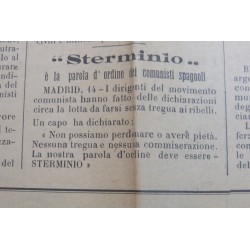 "Sterminio"
è la parola d'ordine dei comunisti spagnoli
MADRID, 14 - I dirigenti del movimento
comunista hanno fatto delle dichiarazioni
circa la lotta da farsi senza tregua ai ribelli.
Un capo ha dichiarato:
« Non possiamo perdonare o avere pietà.
Nessuna tregua e nessuna commiserazione.
La nostra parola d'ordine deve essere-
STERMINIO »